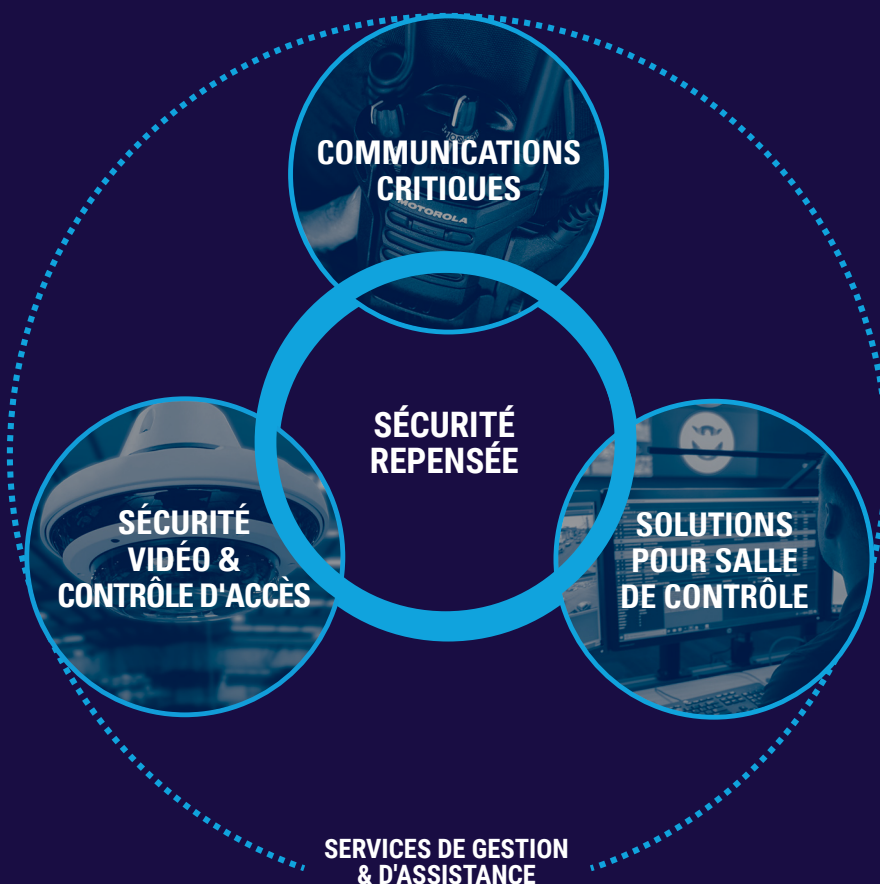 COMMUNICATIONS
CRITIQUES
MOTOROLA
SÉCURITÉ
REPENSÉE
SÉCURITÉ
VIDÉO &
CONTRÔLE D'ACCÈS
SOLUTIONS
POUR SALLE
DE CONTRÔLE
SERVICES DE GESTION
& D'ASSISTANCE